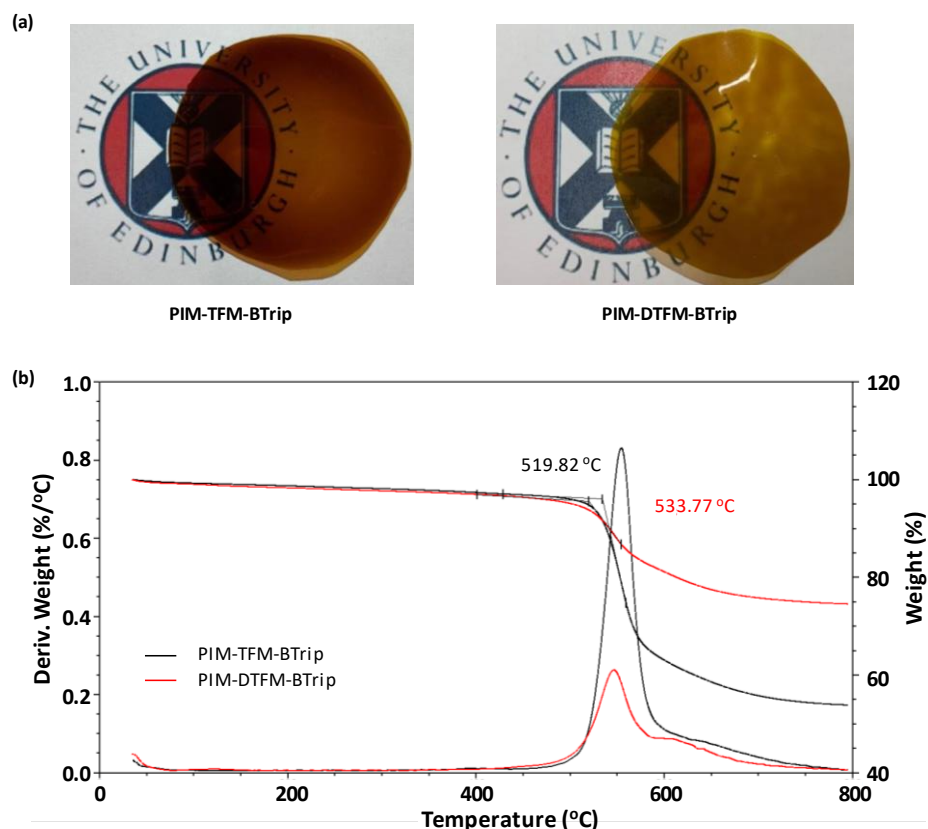 (a)
THE UNIVERSITY
OF EDINBURGH
THE UNIVERSITY
OF EDINBURGH
PIM-TFM-BTrip
PIM-DTFM-BTrip
(b)
1.0
0.8
0.6
0.4
0.2
0.0
Deriv. Weight (%/°C)
519.82 °C
533.77 °C
PIM-TFM-BTrip
PIM-DTFM-BTrip
120
100
80
60
40
Weight (%)
0
200
400
600
800
Temperature (°C)